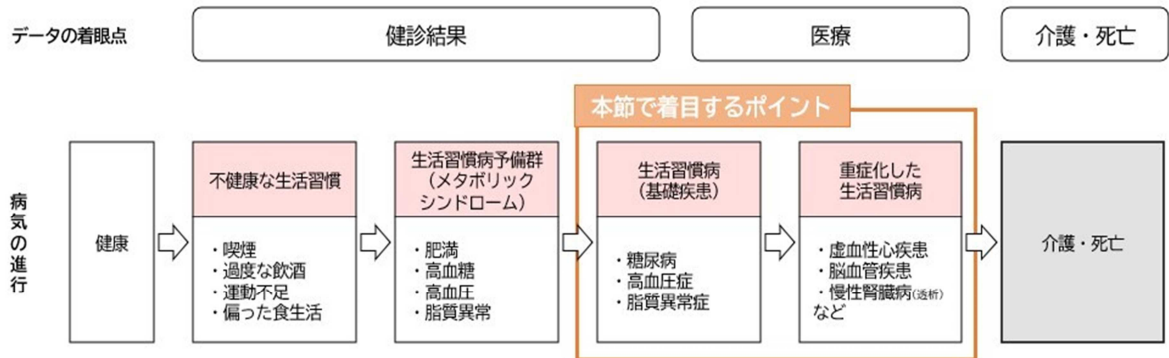 データの着眼点
健診結果
医療
介護・死亡
本節で着目するポイント
病気の進行
健康
不健康な生活習慣
・喫煙
・過度な飲酒
・運動不足
・偏った食生活
生活習慣病予備群
（メタボリック
シンドローム）
・肥満
・高血糖
・高血圧
・脂質異常
生活習慣病
（基礎疾患）
・糖尿病
・高血圧症
・脂質異常症
重症化した
生活習慣病
・虚血性心疾患
・脳血管疾患
・慢性腎臓病(透析)
など
介護・死亡